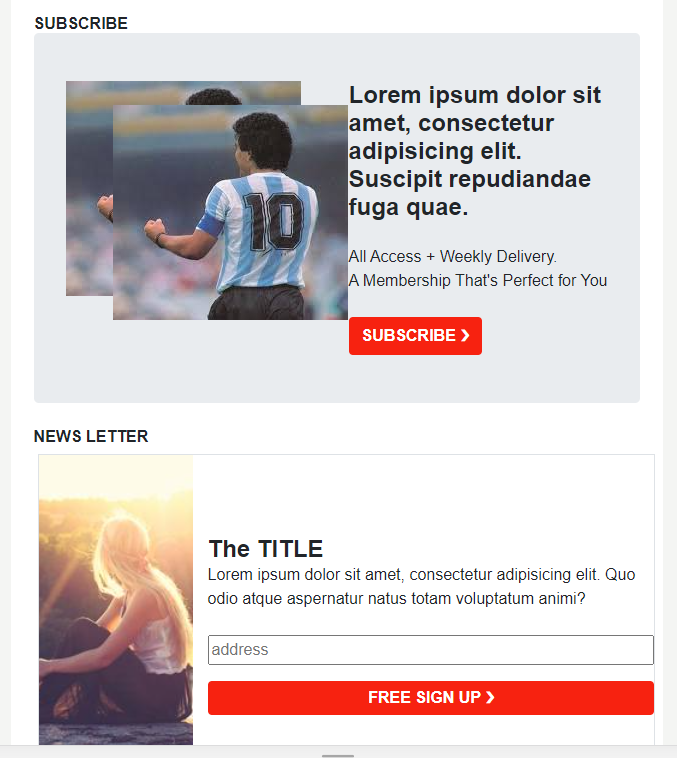 SUBSCRIBE
10
Lorem ipsum dolor sit
amet, consectetur
adipisicing elit.
Suscipit repudiandae
fuga quae.
All Access + Weekly Delivery.
A Membership That's Perfect for You
SUBSCRIBE ❯
NEWS LETTER
The TITLE
Lorem ipsum dolor sit amet, consectetur adipisicing elit. Quo
odio atque aspernatur natus totam voluptatum animi?
address
FREE SIGN UP ❯